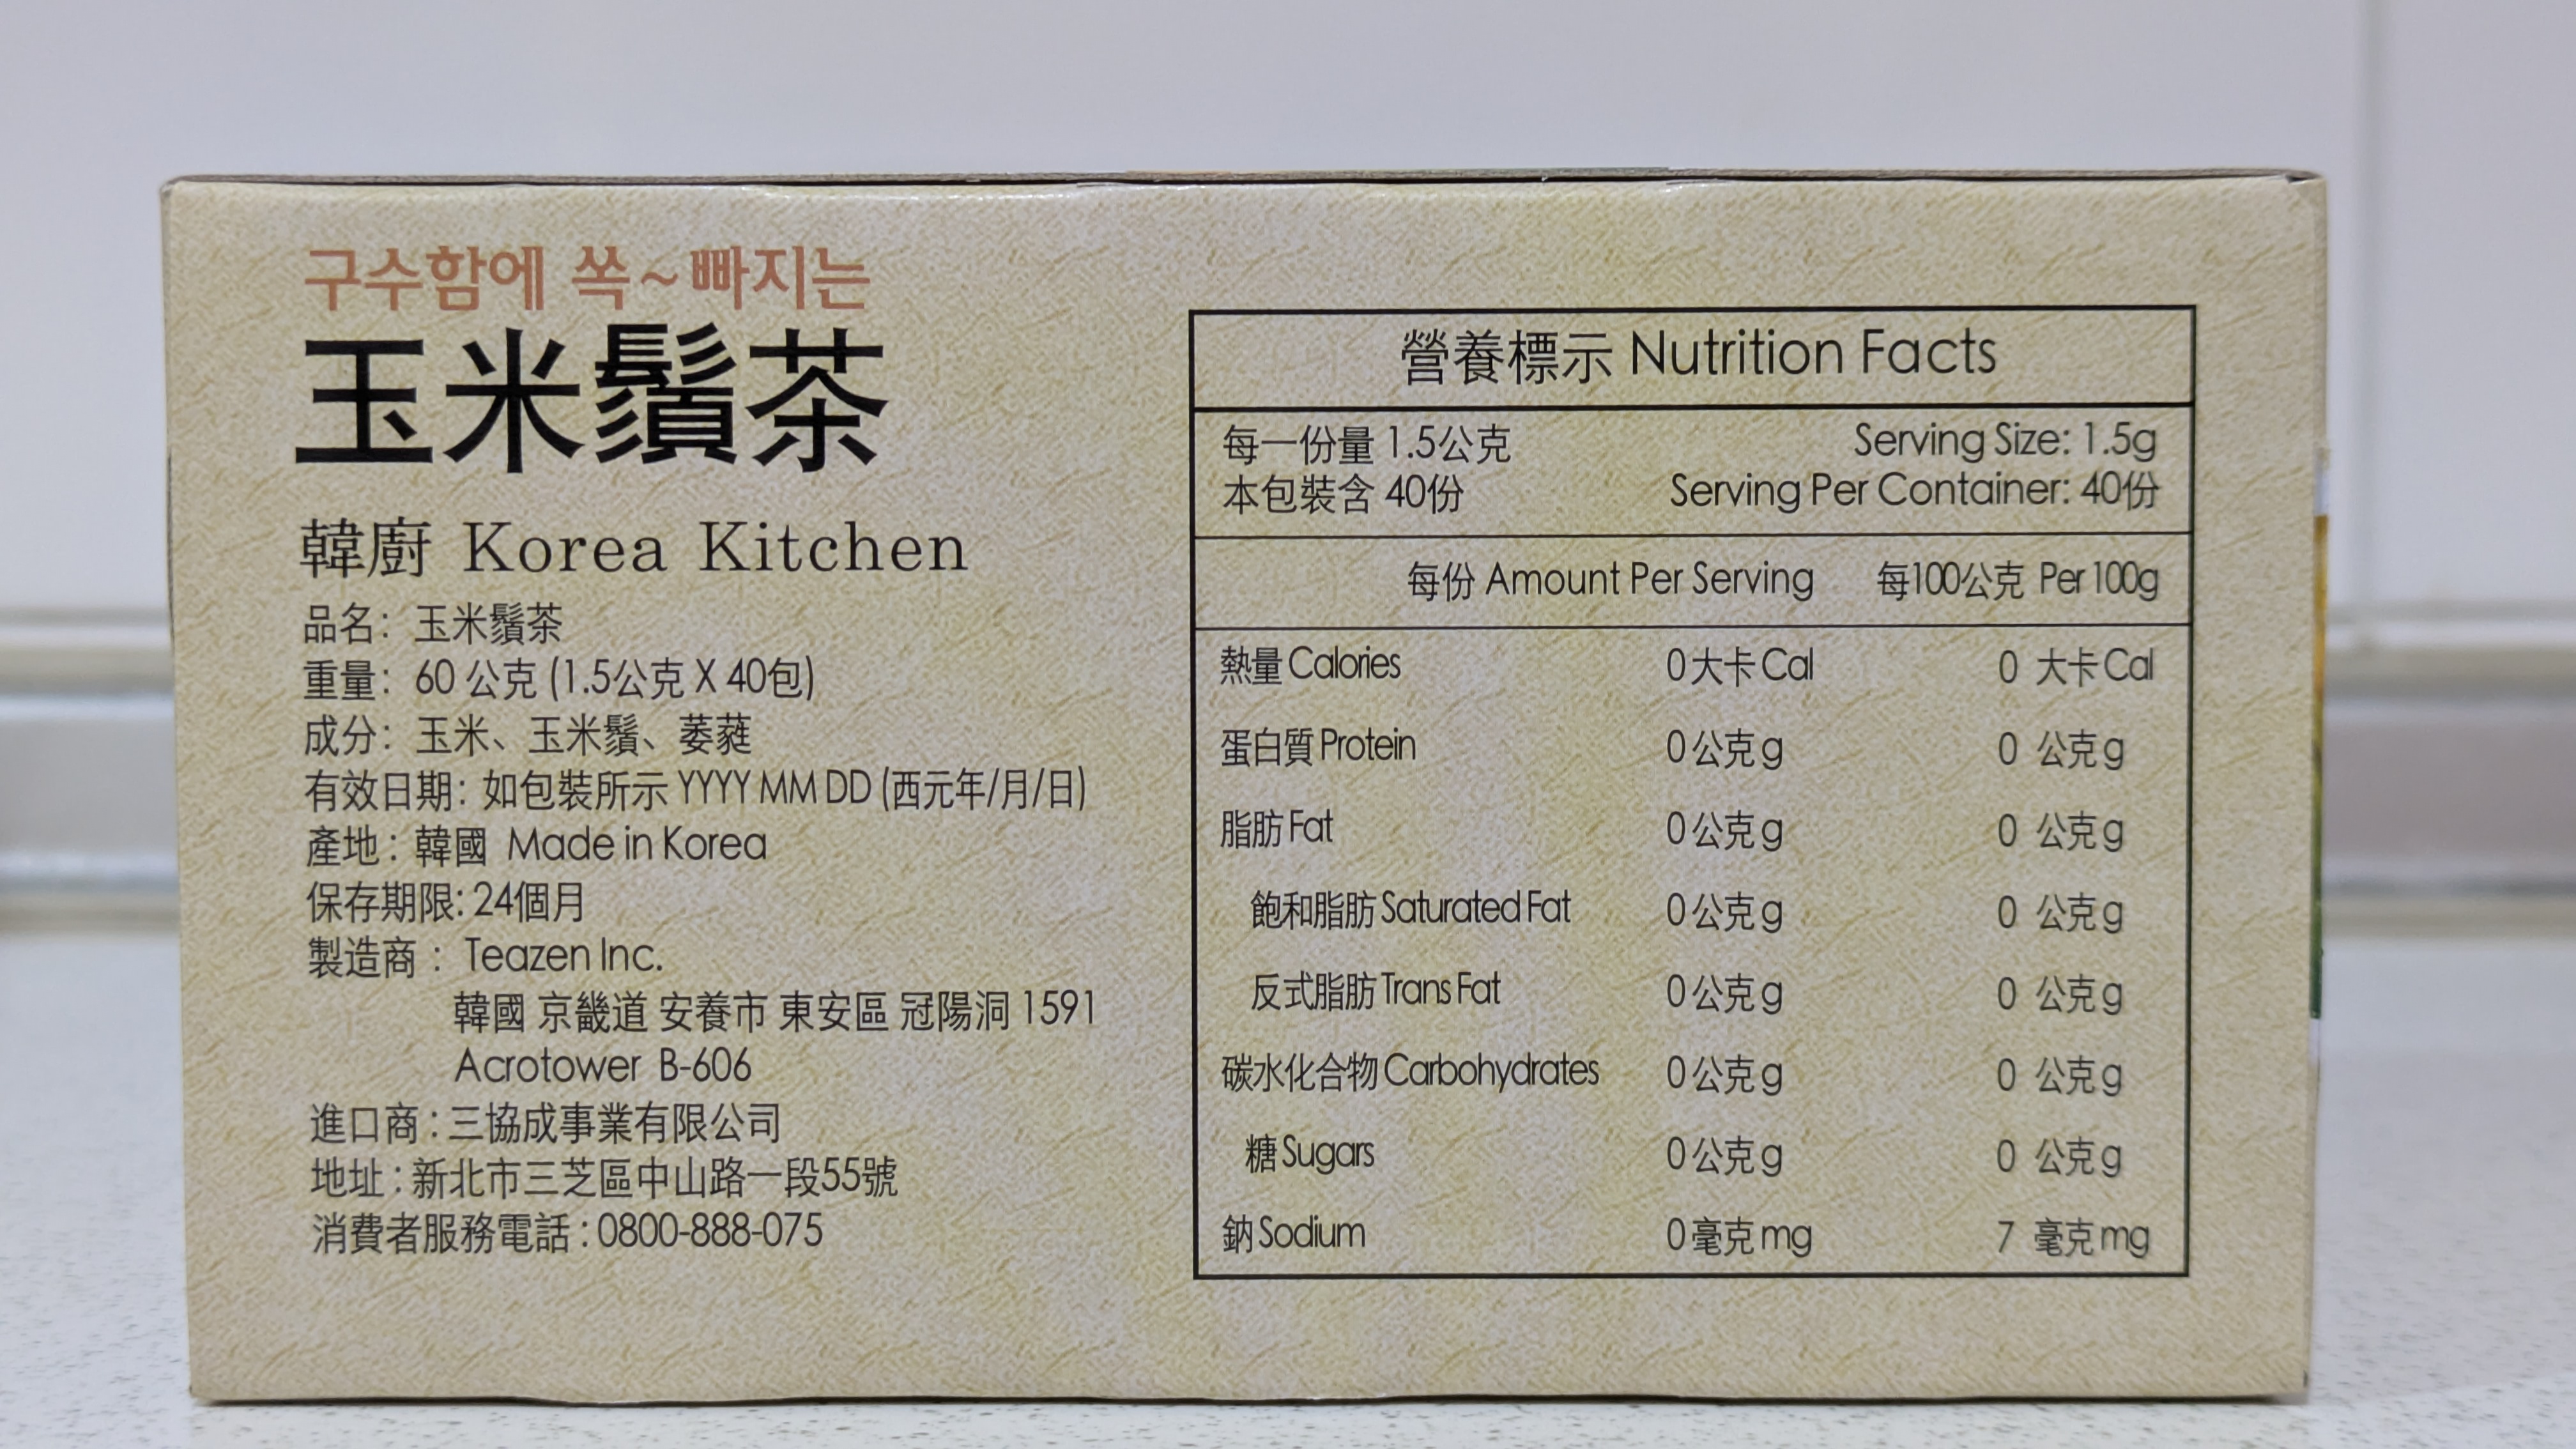 구수함에 쏙~빠지는
玉米鬚茶
韓廚 Korea Kitchen
品名：玉米鬚茶
重量：60 公克 (1.5公克 X 40包)
成分：玉米、玉米鬚、萎蕤
有效日期：如包裝所示 YYYY MM DD (西元年/月/日)
產地：韓國 Made in Korea
保存期限：24個月
製造商：Teazen Inc.
韓國 京畿道 安養市 東安區 冠陽洞 1591
Acrotower B-606
進口商：三協成事業有限公司
地址：新北市三芝區中山路一段55號
消費者服務電話：0800-888-075
營養標示 Nutrition Facts
每一份量 1.5公克 Serving Size: 1.5g
本包裝含 40份 Serving Per Container: 40份
每份 Amount Per Serving 每100公克 Per 100g
熱量 Calories 0大卡 Cal 0 大卡 Cal
蛋白質 Protein 0公克 g 0 公克 g
脂肪 Fat 0公克 g 0 公克 g
飽和脂肪 Saturated Fat 0公克 g 0 公克 g
反式脂肪 Trans Fat 0公克 g 0 公克 g
碳水化合物 Carbohydrates 0公克 g 0 公克 g
糖 Sugars 0公克 g 0 公克 g
鈉 Sodium 0毫克 mg 7 毫克 mg